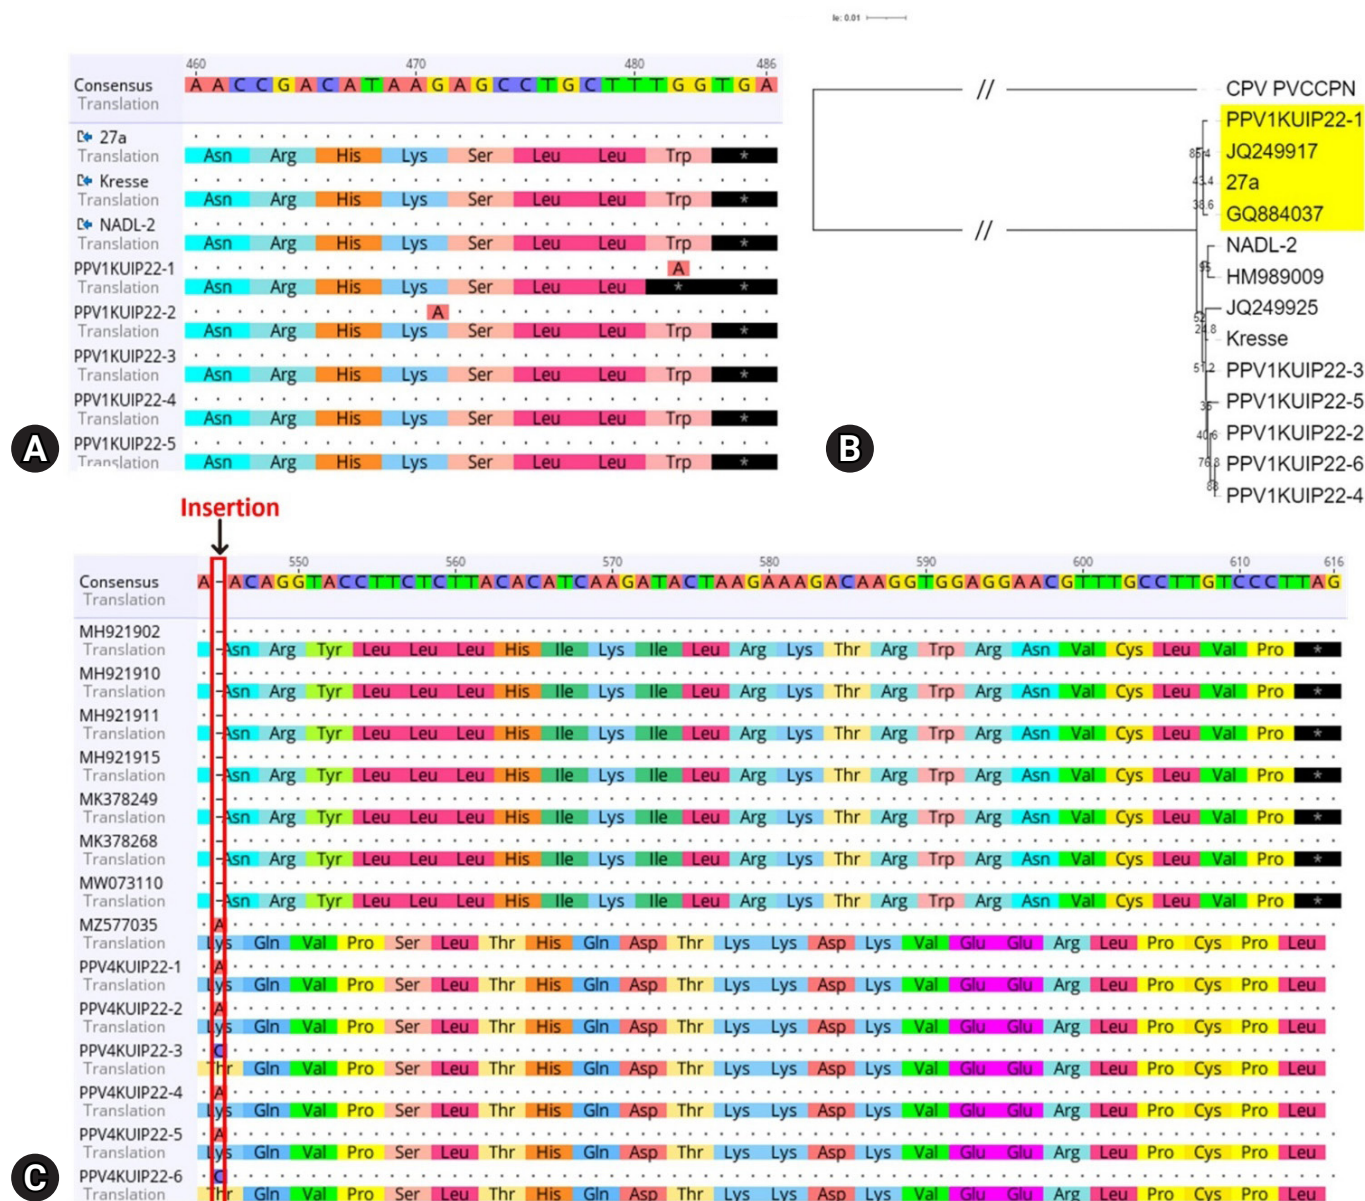 460 470 480 486
Consensus AACCGACATAAGAGCCTGCTTTGGTGA
Translation
27a
Translation Asn Arg His Lys Ser Leu Leu Trp *
Kresse
Translation Asn Arg His Lys Ser Leu Leu Trp *
NADL-2
Translation Asn Arg His Lys Ser Leu Leu Trp *
PPV1KUIP22-1 A
Translation Asn Arg His Lys Ser Leu Leu * *
PPV1KUIP22-2 A
Translation Asn Arg His Lys Ser Leu Leu Trp *
PPV1KUIP22-3
Translation Asn Arg His Lys Ser Leu Leu Trp *
PPV1KUIP22-4
Translation Asn Arg His Lys Ser Leu Leu Trp *
PPV1KUIP22-5
Translation Asn Arg His Lys Ser Leu Leu Trp *
A
le: 0.01
//
//
CPV PVCCPN
PPV1KUIP22-1
JQ249917
27a
GQ884037
NADL-2
HM989009
JQ249925
Kresse
PPV1KUIP22-3
PPV1KUIP22-5
PPV1KUIP22-2
PPV1KUIP22-6
PPV1KUIP22-4
B
Insertion
550 560 570 580 590 600 610 616
Consensus A-ACAGGTACCTTCTCTTACACATCAAGATACTAAGAAAGACAAGGTGGAGGAACGTTTGCCTTGTCCCTTAG
Translation
MH921902 -
Translation Asn Arg Tyr Leu Leu Leu His Ile Lys Ile Leu Arg Lys Thr Arg Trp Arg Asn Val Cys Leu Val Pro *
MH921910 -
Translation Asn Arg Tyr Leu Leu Leu His Ile Lys Ile Leu Arg Lys Thr Arg Trp Arg Asn Val Cys Leu Val Pro *
MH921911 -
Translation Asn Arg Tyr Leu Leu Leu His Ile Lys Ile Leu Arg Lys Thr Arg Trp Arg Asn Val Cys Leu Val Pro *
MH921915 -
Translation Asn Arg Tyr Leu Leu Leu His Ile Lys Ile Leu Arg Lys Thr Arg Trp Arg Asn Val Cys Leu Val Pro *
MK378249 -
Translation Asn Arg Tyr Leu Leu Leu His Ile Lys Ile Leu Arg Lys Thr Arg Trp Arg Asn Val Cys Leu Val Pro *
MK378268 -
Translation Asn Arg Tyr Leu Leu Leu His Ile Lys Ile Leu Arg Lys Thr Arg Trp Arg Asn Val Cys Leu Val Pro *
MW073110 -
Translation Asn Arg Tyr Leu Leu Leu His Ile Lys Ile Leu Arg Lys Thr Arg Trp Arg Asn Val Cys Leu Val Pro *
MZ577035 A
Translation Lys Gln Val Pro Ser Leu Thr His Gln Asp Thr Lys Lys Asp Lys Val Glu Glu Arg Leu Pro Cys Pro Leu
PPV4KUIP22-1 A
Translation Lys Gln Val Pro Ser Leu Thr His Gln Asp Thr Lys Lys Asp Lys Val Glu Glu Arg Leu Pro Cys Pro Leu
PPV4KUIP22-2 A
Translation Lys Gln Val Pro Ser Leu Thr His Gln Asp Thr Lys Lys Asp Lys Val Glu Glu Arg Leu Pro Cys Pro Leu
PPV4KUIP22-3 C
Translation Thr Gln Val Pro Ser Leu Thr His Gln Asp Thr Lys Lys Asp Lys Val Glu Glu Arg Leu Pro Cys Pro Leu
PPV4KUIP22-4 A
Translation Lys Gln Val Pro Ser Leu Thr His Gln Asp Thr Lys Lys Asp Lys Val Glu Glu Arg Leu Pro Cys Pro Leu
PPV4KUIP22-5 A
Translation Lys Gln Val Pro Ser Leu Thr His Gln Asp Thr Lys Lys Asp Lys Val Glu Glu Arg Leu Pro Cys Pro Leu
PPV4KUIP22-6 C
Translation Thr Gln Val Pro Ser Leu Thr His Gln Asp Thr Lys Lys Asp Lys Val Glu Glu Arg Leu Pro Cys Pro Leu
C